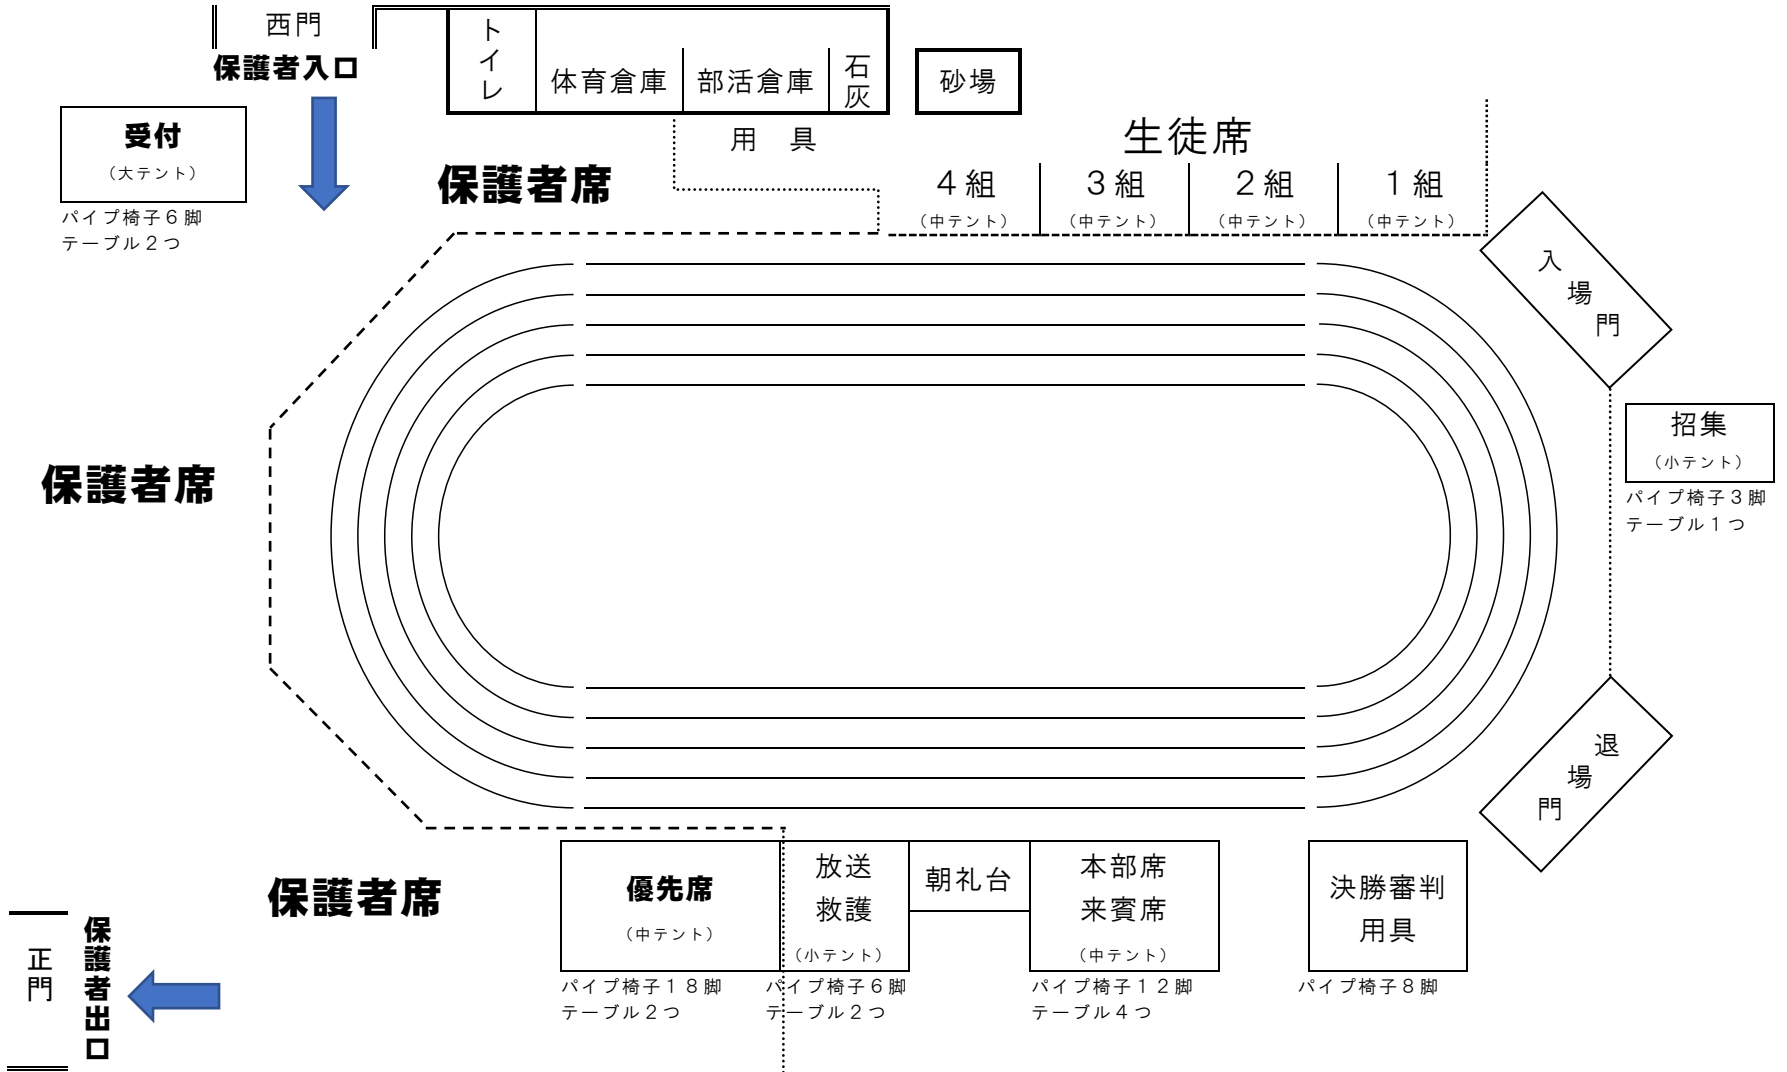 西門
保護者入口
受付
（大テント）
パイプ椅子６脚
テーブル２つ
トイレ
体育倉庫
部活倉庫
石灰
用　具
砂場
保護者席
生徒席
４組
（中テント）
３組
（中テント）
２組
（中テント）
１組
（中テント）
入場門
招集
（小テント）
パイプ椅子３脚
テーブル１つ
保護者席
退場門
保護者席
優先席
（中テント）
パイプ椅子１８脚
テーブル２つ
放送
救護
（小テント）
パイプ椅子６脚
テーブル２つ
朝礼台
本部席
来賓席
（中テント）
パイプ椅子１２脚
テーブル４つ
決勝審判
用具
パイプ椅子８脚
正門
保護者出口